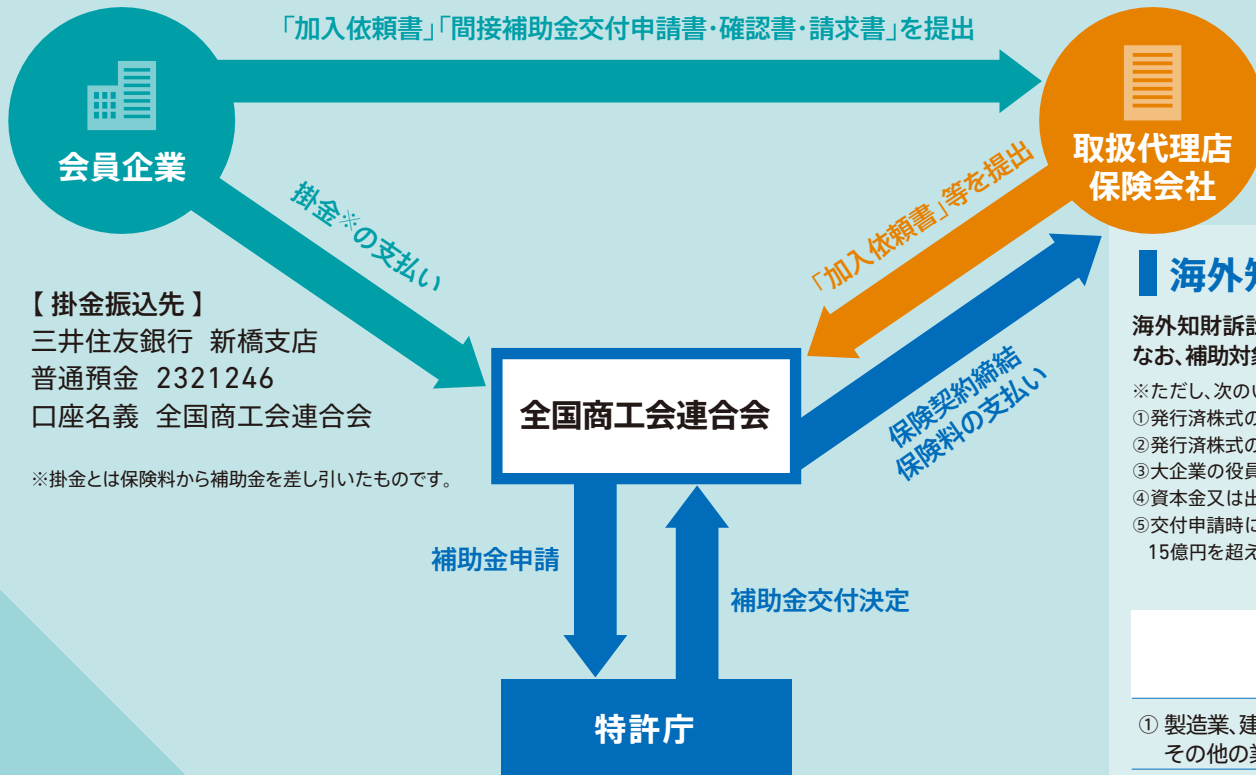 「加入依頼書」「間接補助金交付申請書・確認書・請求書」を提出
会員企業
取扱代理店
保険会社
掛金※の支払い
「加入依頼書」等を提出
【 掛金振込先 】
三井住友銀行 新橋支店
普通預金 2321246
口座名義 全国商工会連合会
※掛金とは保険料から補助金を差し引いたものです。
全国商工会連合会
保険契約締結
保険料の支払い
補助金申請
補助金交付決定
特許庁
海外
海外知財訴
なお、補助対
※ただし、次の
①発行済株式の
②発行済株式の
③大企業の役員
④資本金又は出
⑤交付申請時に
15億円を超え
① 製造業、建
その他の業